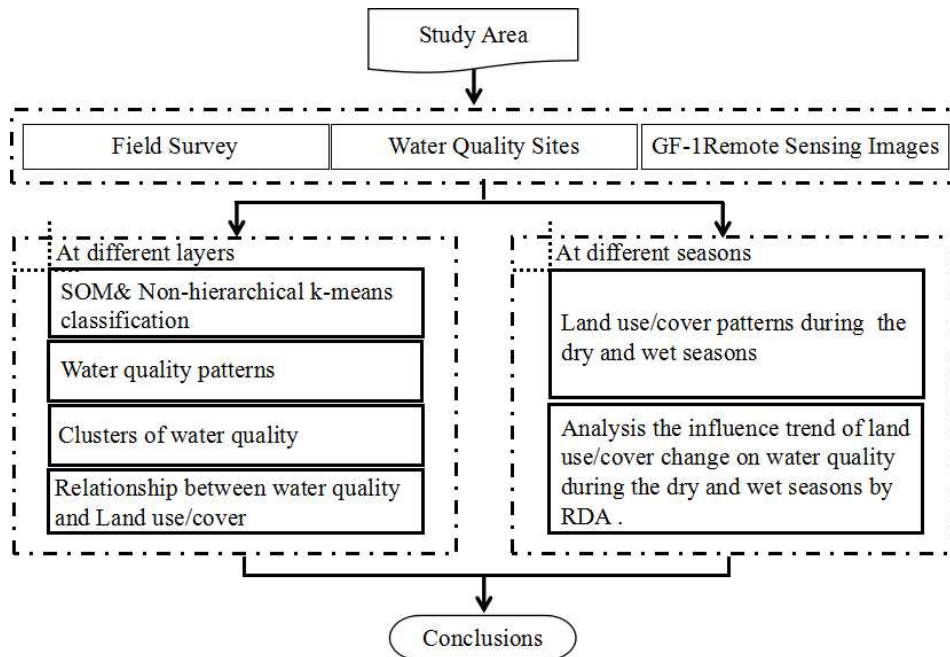 Study Area
Field Survey
Water Quality Sites
GF-1Remote Sensing Images
At different layers
SOM& Non-hierarchical k-means
classification
Water quality patterns
Clusters of water quality
Relationship between water quality
and Land use/cover
At different seasons
Land use/cover patterns during the
dry and wet seasons
Analysis the influence trend of land
use/cover change on water quality
during the dry and wet seasons by
RDA .
Conclusions